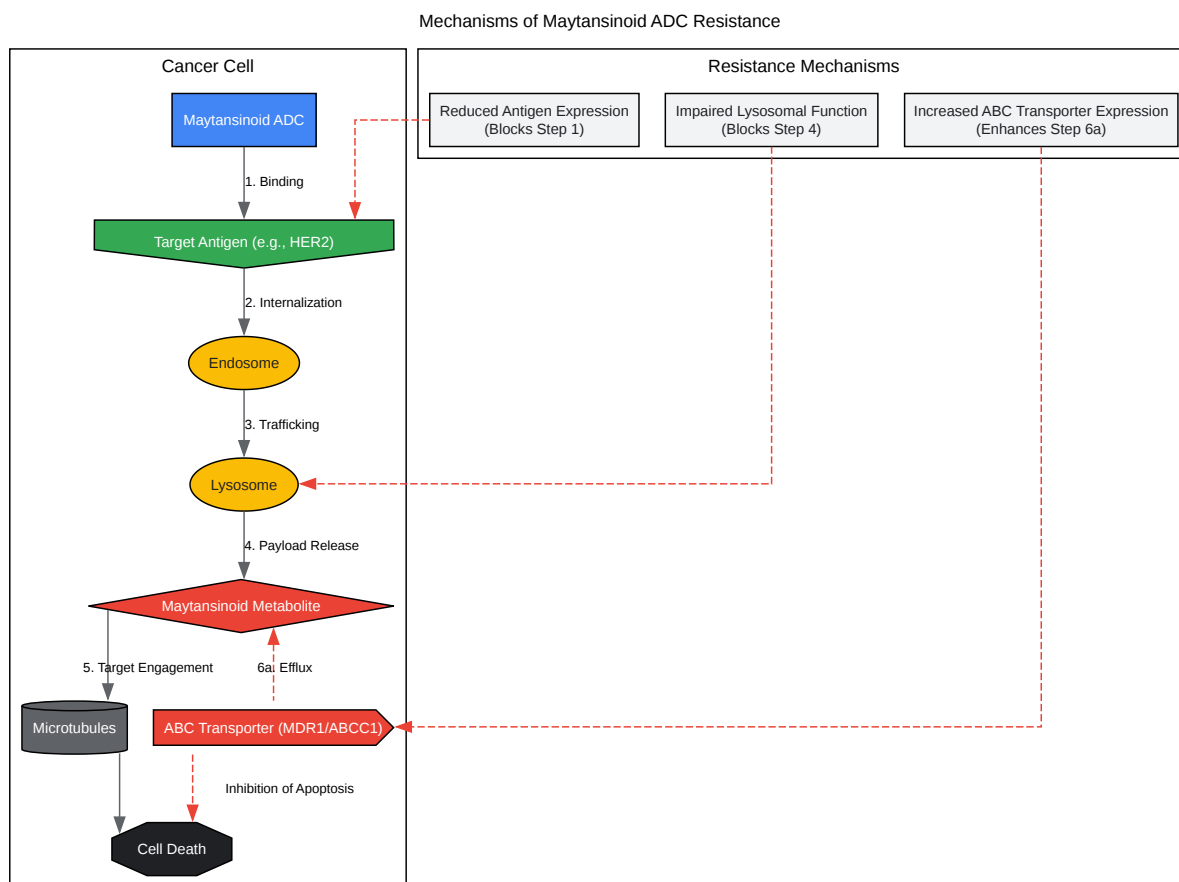 Mechanisms of Maytansinoid ADC Resistance
Cancer Cell
Resistance Mechanisms
Maytansinoid ADC
Reduced Antigen Expression
(Blocks Step 1)
Impaired Lysosomal Function
(Blocks Step 4)
Increased ABC Transporter Expression
(Enhances Step 6a)
1. Binding
Target Antigen (e.g., HER2)
2. Internalization
Endosome
3. Trafficking
Lysosome
4. Payload Release
Maytansinoid Metabolite
5. Target Engagement
6a. Efflux
Microtubules
ABC Transporter (MDR1/ABCC1)
Inhibition of Apoptosis
Cell Death